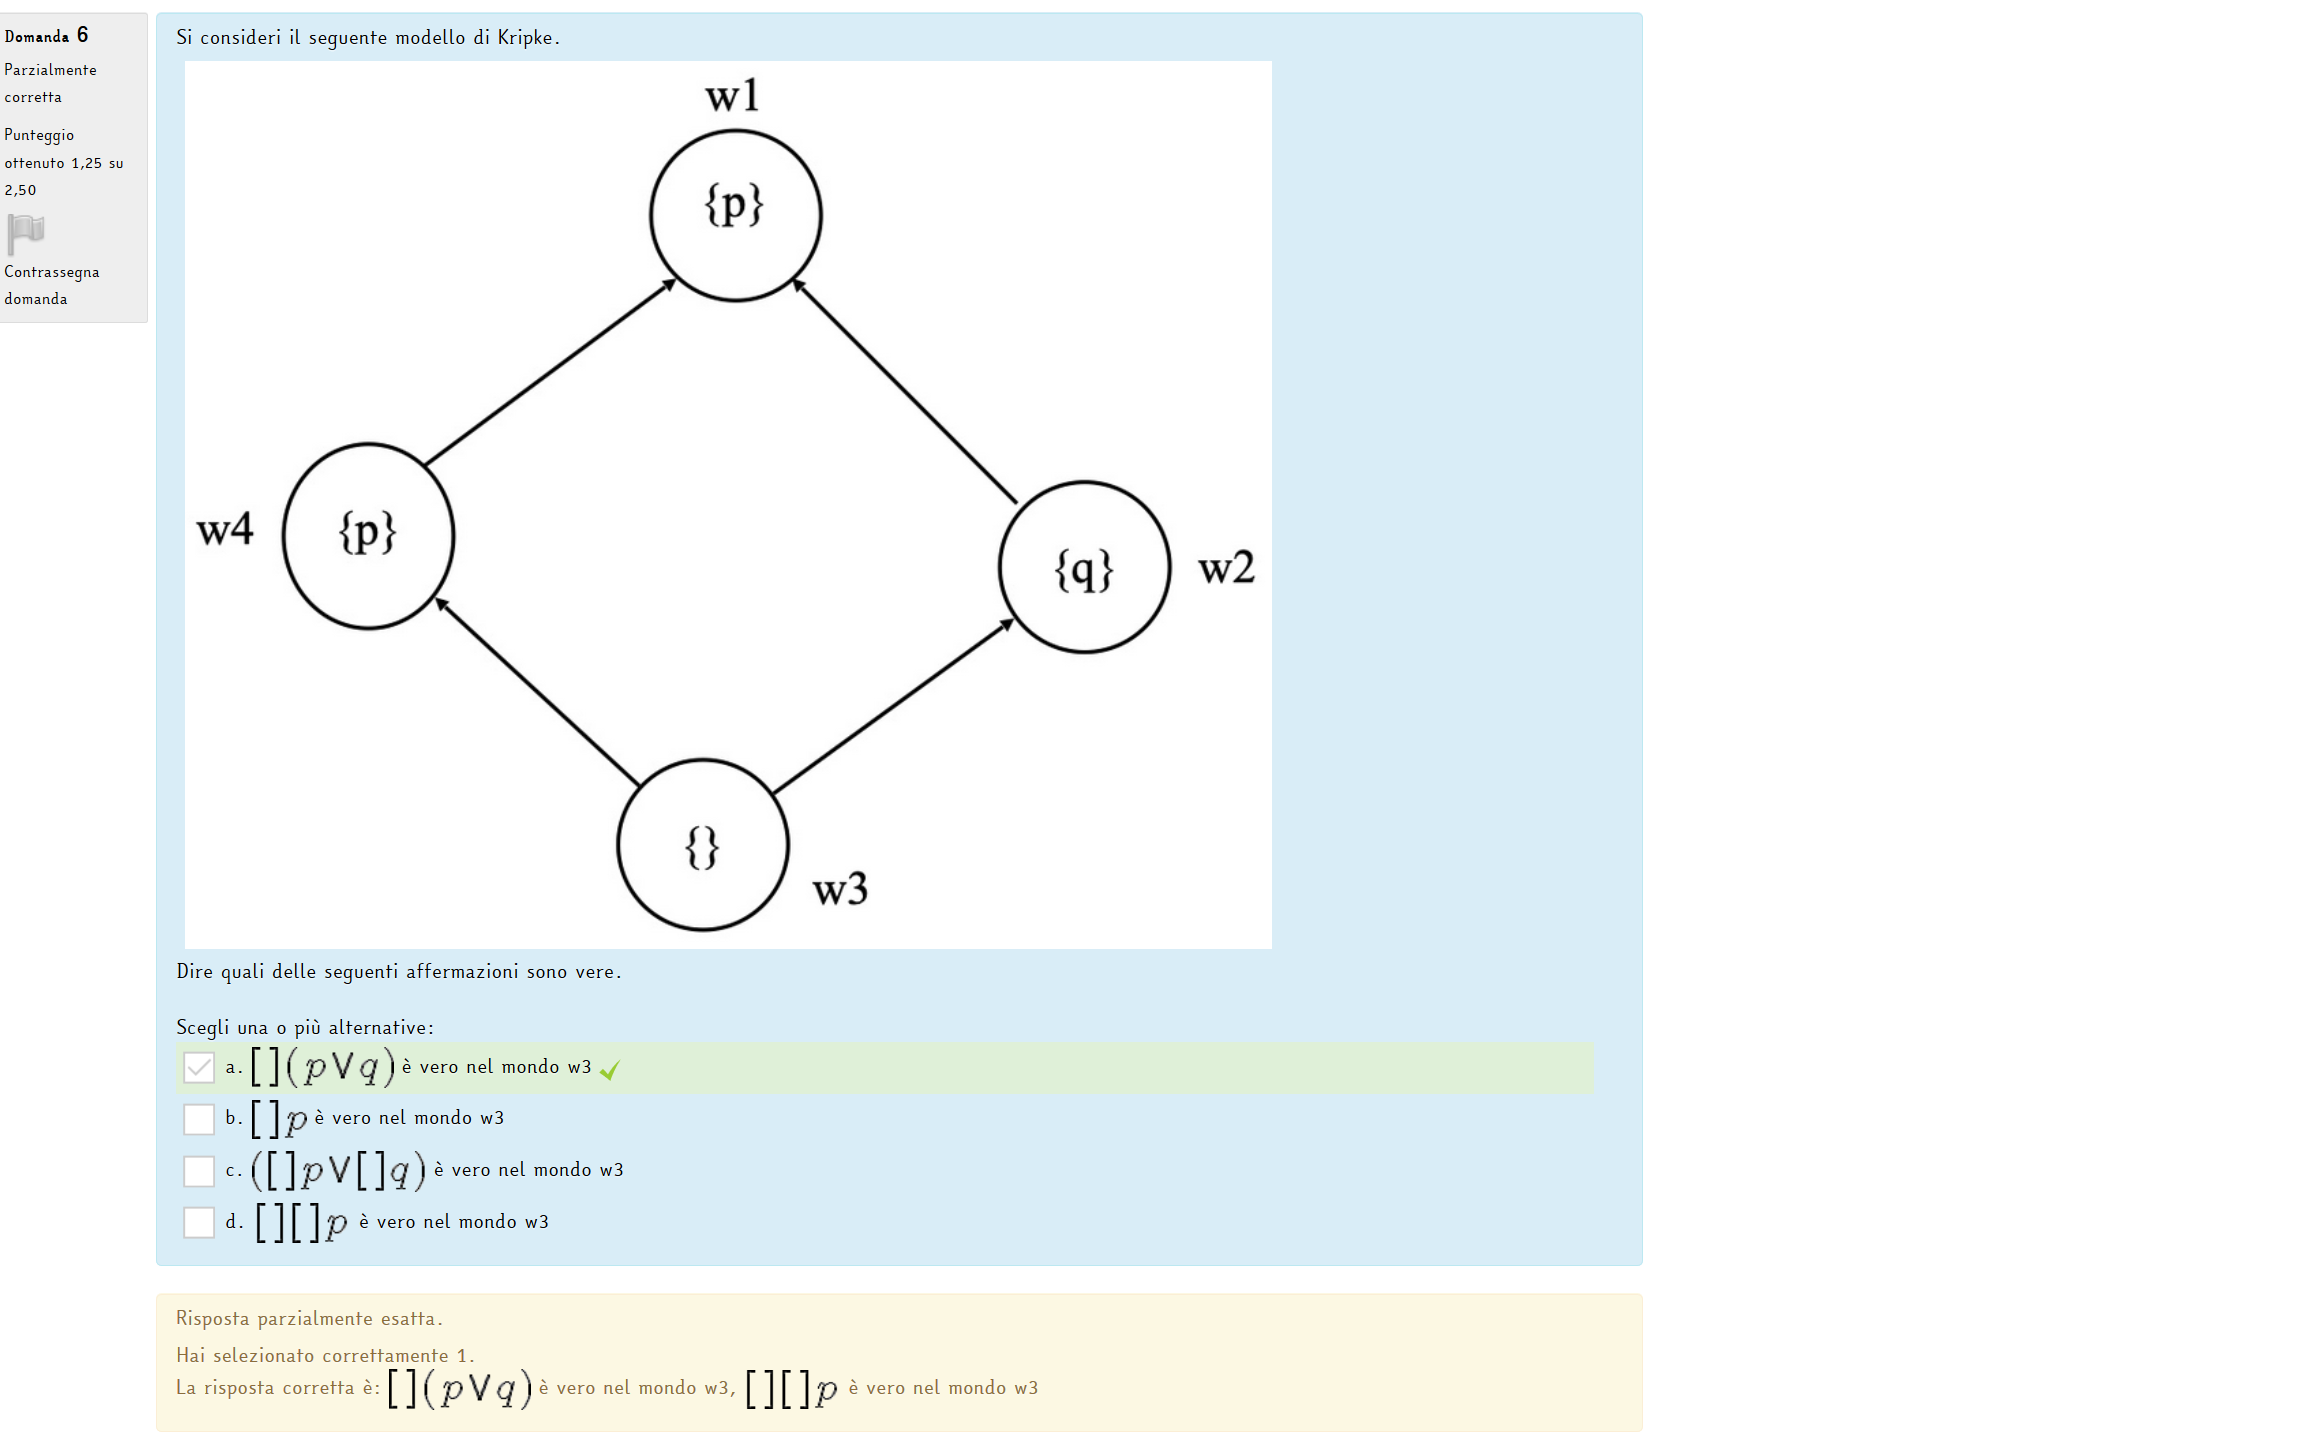 Domanda 6
Parzialmente
corretta
Punteggio
ottenuto 1,25 su
2,50
Contrassegna
domanda
Si consideri il seguente modello di Kripke.
w1
{p}
w4
{p}
{q}
w2
{}
w3
Dire quali delle seguenti affermazioni sono vere.
Scegli una o più alternative:
a. [](p∨q) è vero nel mondo w3
b. []p è vero nel mondo w3
c. ([]p∨[]q) è vero nel mondo w3
d. [][]p è vero nel mondo w3
Risposta parzialmente esatta.
Hai selezionato correttamente 1.
La risposta corretta è: [](p∨q) è vero nel mondo w3, [][]p è vero nel mondo w3